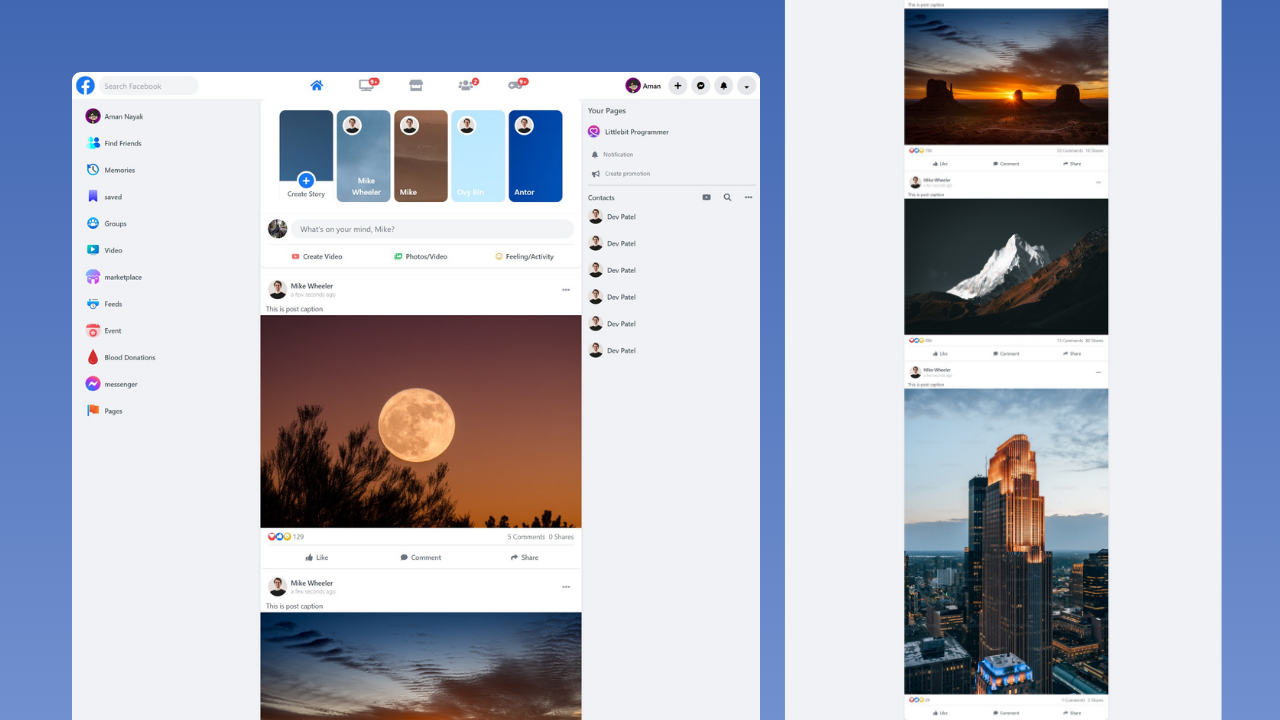 Search Facebook
9+
2
9+
Aman
Aman Nayak
Find Friends
Memories
saved
Groups
Video
marketplace
Feeds
Event
Blood Donations
messenger
Pages
Create Story
Mike
Wheeler
Mike
Ovy Bin
Antor
What's on your mind, Mike?
Create Video
Photos/Video
Feeling/Activity
Mike Wheeler
a few seconds ago
This is post caption
129
5 Comments 0 Shares
Like
Comment
Share
Mike Wheeler
a few seconds ago
This is post caption
Your Pages
Littlebit Programmer
Notification
Create promotion
Contacts
Dev Patel
Dev Patel
Dev Patel
Dev Patel
Dev Patel
Dev Patel
This is post caption
Like
Comment
Share
Mike Wheeler
a few seconds ago
This is post caption
Like
Comment
Share
Mike Wheeler
a few seconds ago
This is post caption
Like
Comment
Share